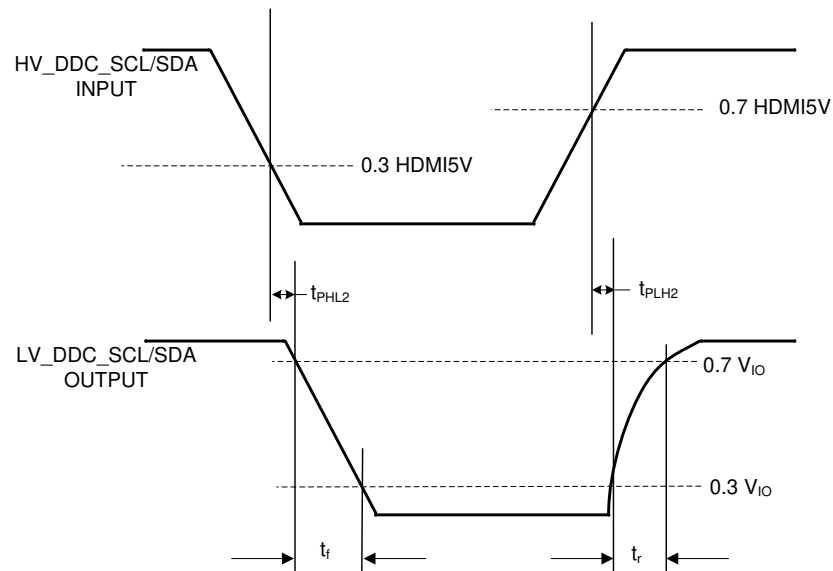 HV_DDC_SCL/SDA
INPUT
0.7 HDMI5V
0.3 HDMI5V
tPHL2
tPLH2
LV_DDC_SCL/SDA
OUTPUT
0.7 VIO
0.3 VIO
tf
tr